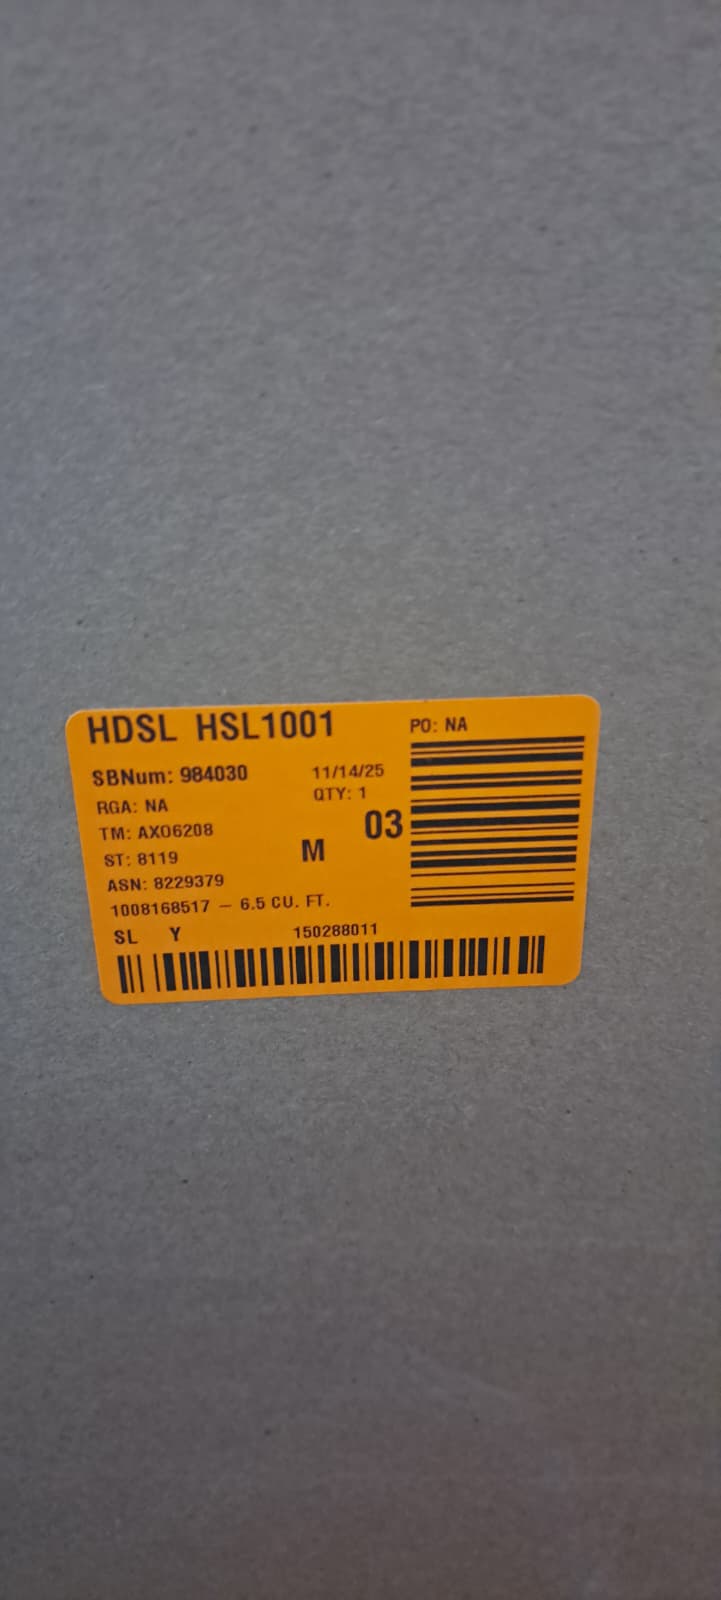 HDSL HSL1001
PO: NA
SBNum: 984030
11/14/25
RGA: NA
QTY: 1
TM: AXO6208
03
ST: 8119
M
ASN: 8229379
1008168517 – 6.5 CU. FT.
SL Y
150288011